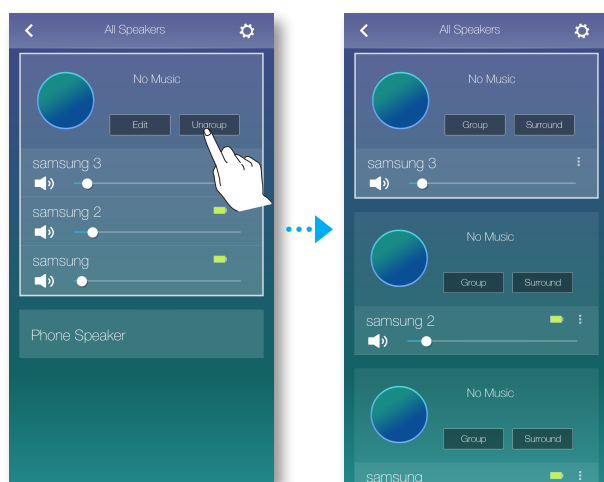 All Speakers
No Music
Edit
Ungroup
samsung 3
samsung 2
samsung
Phone Speaker
All Speakers
No Music
Group Surround
samsung 3
No Music
Group Surround
samsung 2
No Music
Group Surround
samsung